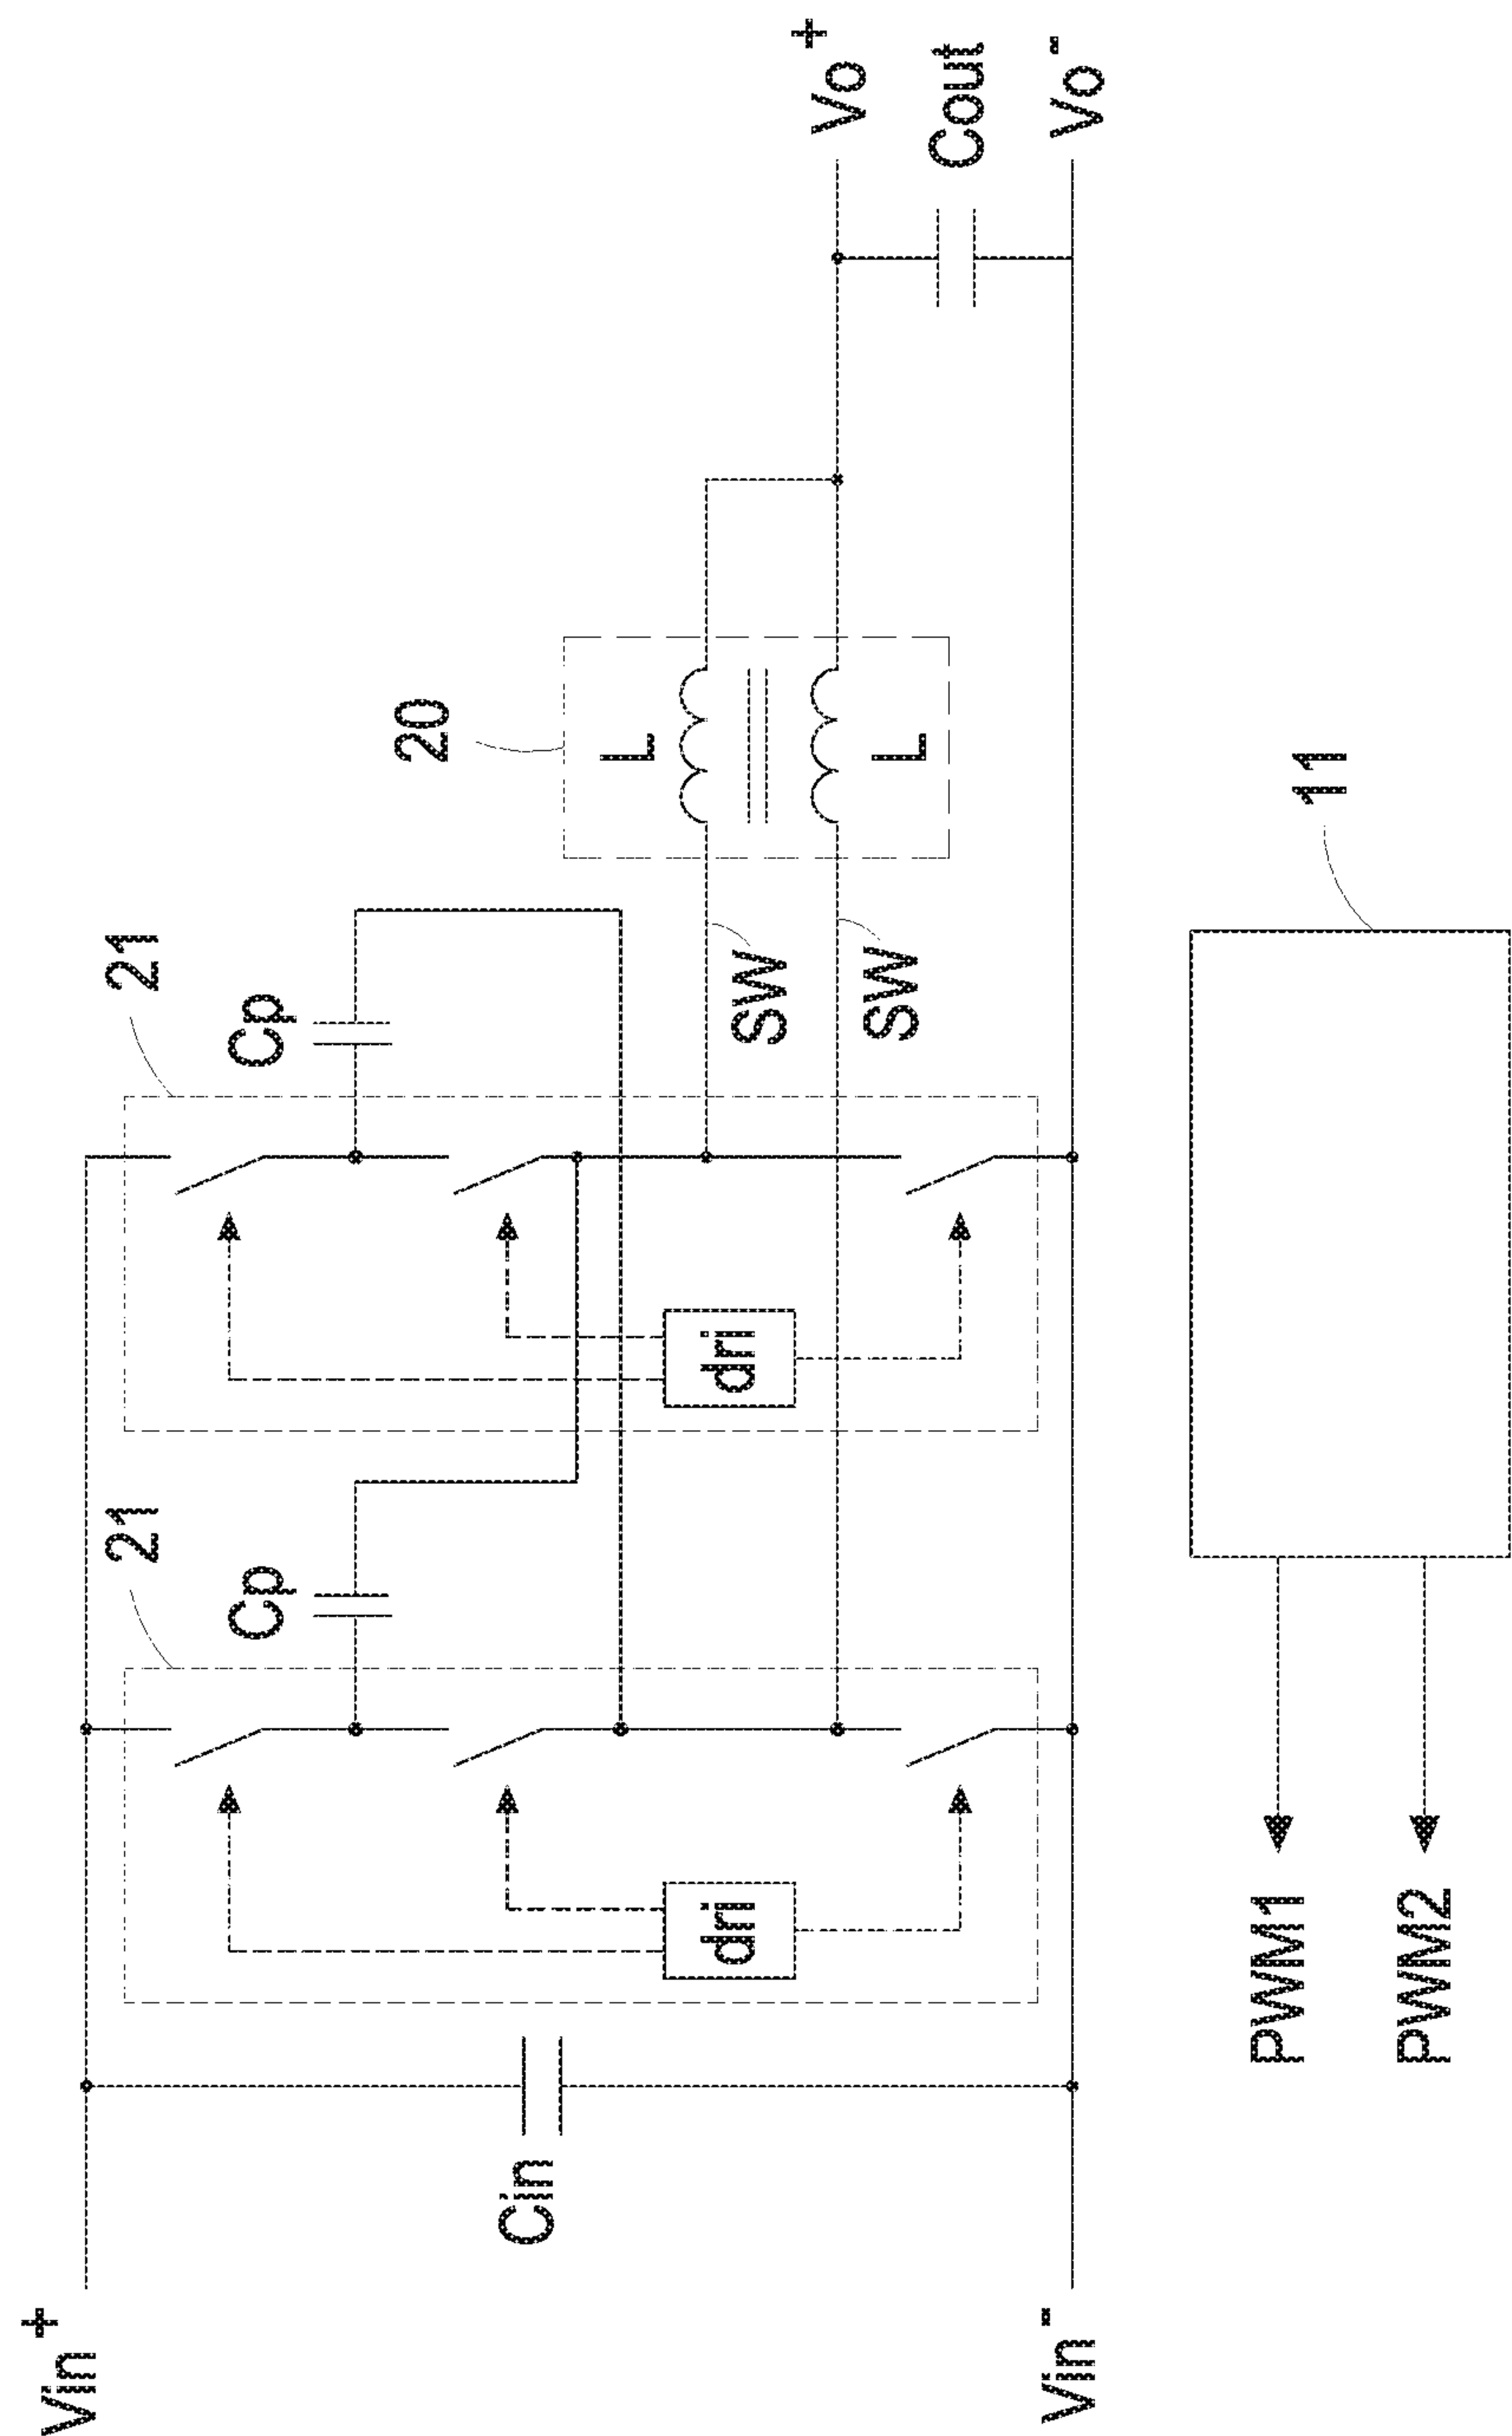 Vin+
Cin
21
Cp
dri
21
Cp
dri
SW
SW
20
L
L
Vo+
Cout
Vo-
Vin-
11
PWM1
PWM2